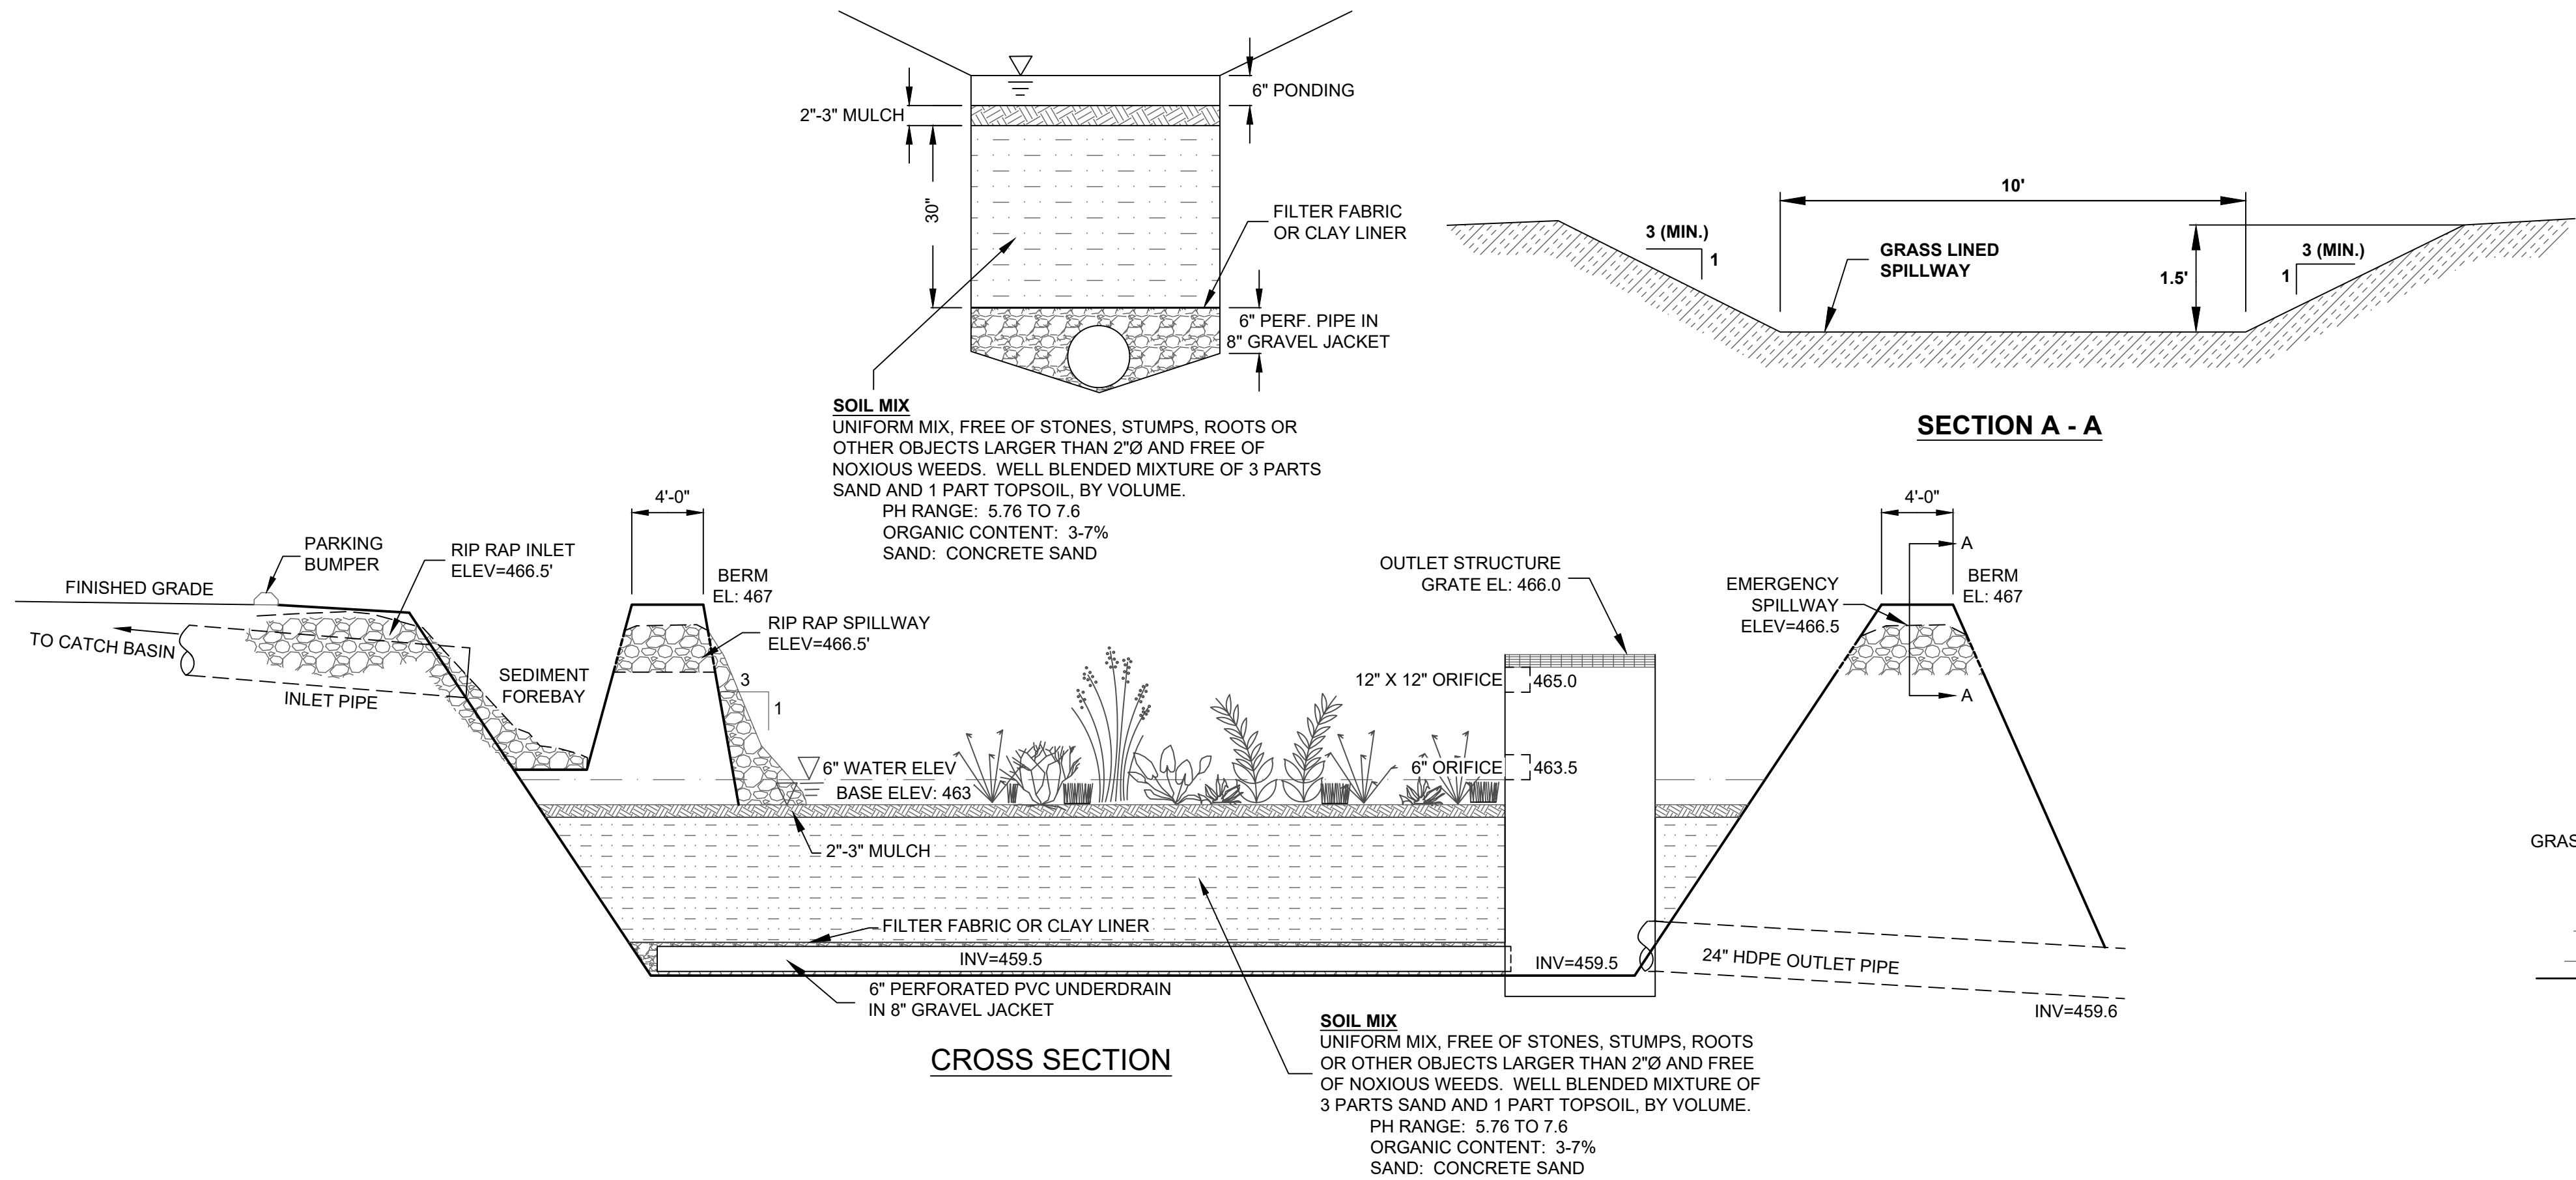 6" PONDING
2"-3" MULCH
30"
FILTER FABRIC
OR CLAY LINER
6" PERF. PIPE IN
8" GRAVEL JACKET
SOIL MIX
UNIFORM MIX, FREE OF STONES, STUMPS, ROOTS OR
OTHER OBJECTS LARGER THAN 2"Ø AND FREE OF
NOXIOUS WEEDS. WELL BLENDED MIXTURE OF 3 PARTS
SAND AND 1 PART TOPSOIL, BY VOLUME.
PH RANGE: 5.76 TO 7.6
ORGANIC CONTENT: 3-7%
SAND: CONCRETE SAND
10'
3 (MIN.)
1
GRASS LINED
SPILLWAY
1.5'
3 (MIN.)
1
SECTION A - A
FINISHED GRADE
PARKING
BUMPER
RIP RAP INLET
ELEV=466.5'
TO CATCH BASIN
INLET PIPE
SEDIMENT
FOREBAY
4'-0"
BERM
EL: 467
RIP RAP SPILLWAY
ELEV=466.5'
3
1
6" WATER ELEV
BASE ELEV: 463
2"-3" MULCH
OUTLET STRUCTURE
GRATE EL: 466.0
12" X 12" ORIFICE
465.0
6" ORIFICE
463.5
4'-0"
A
BERM
EL: 467
EMERGENCY
SPILLWAY
ELEV=466.5
A
FILTER FABRIC OR CLAY LINER
INV=459.5
6" PERFORATED PVC UNDERDRAIN
IN 8" GRAVEL JACKET
INV=459.5
24" HDPE OUTLET PIPE
INV=459.6
CROSS SECTION
SOIL MIX
UNIFORM MIX, FREE OF STONES, STUMPS, ROOTS
OR OTHER OBJECTS LARGER THAN 2"Ø AND FREE
OF NOXIOUS WEEDS. WELL BLENDED MIXTURE OF
3 PARTS SAND AND 1 PART TOPSOIL, BY VOLUME.
PH RANGE: 5.76 TO 7.6
ORGANIC CONTENT: 3-7%
SAND: CONCRETE SAND